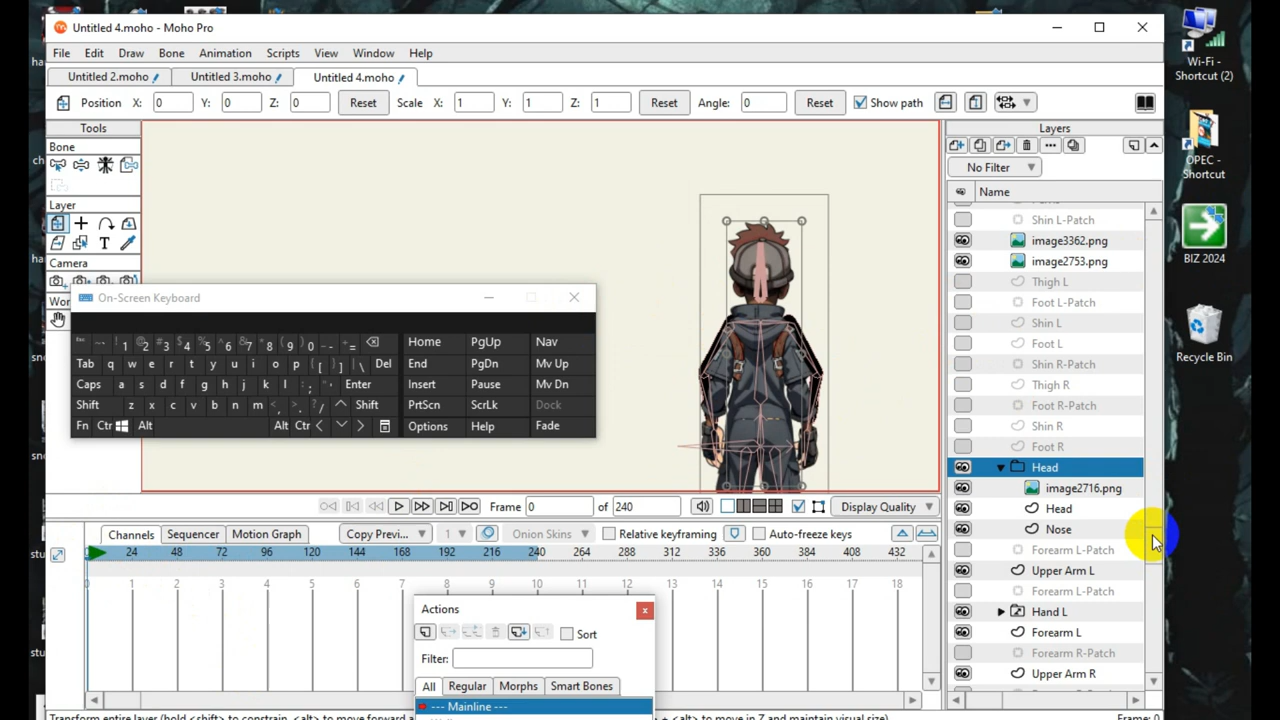 Untitled 4.moho - Moho Pro
File Edit Draw Bone Animation Scripts View Window Help
Untitled 2.moho Untitled 3.moho Untitled 4.moho
Position X: 0 Y: 0 Z: 0 Reset Scale X: 1 Y: 1 Z: 1 Reset Angle: 0 Reset Show path
Tools
Bone
Layer
Camera
On-Screen Keyboard
Home PgUp Nav
Tab q w e r t y u i o p [ ] \ Del End PgDn Mv Up
Caps a s d f g h j k l ; ' Enter Insert Pause Mv Dn
Shift z x c v b n m , . / Shift PrtScn ScrLk Dock
Fn Ctr Alt Alt Ctr Options Help Fade
Layers
No Filter
Name
Shin L-Patch
image3362.png
image2753.png
Thigh L
Foot L-Patch
Shin L
Foot L
Shin R-Patch
Thigh R
Foot R-Patch
Shin R
Foot R
Head
image2716.png
Head
Nose
Forearm L-Patch
Upper Arm L
Forearm L-Patch
Hand L
Forearm L
Forearm R-Patch
Upper Arm R
Frame 0 of 240 Display Quality
Channels Sequencer Motion Graph Copy Previ... 1 Onion Skins Relative keyframing Auto-freeze keys
0 24 48 72 96 120 144 168 192 216 240 264 288 312 336 360 384 408 432
0 1 2 3 4 5 6 7 8 9 10 11 12 13 14 15 16 17 18
Actions
Sort
Filter:
All Regular Morphs Smart Bones
--- Mainline ---
Frame: 0
Wi-Fi -
Shortcut (2)
OPEC -
Shortcut
BIZ 2024
Recycle Bin